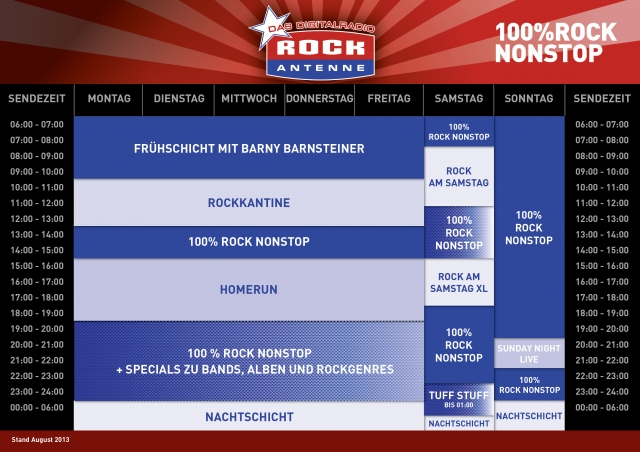 DAS DIGITALRADIO
ROCK
ANTENNE
100%ROCK
NONSTOP
SENDEZEIT MONTAG DIENSTAG MITTWOCH DONNERSTAG FREITAG SAMSTAG SONNTAG SENDEZEIT
06:00 - 07:00
07:00 - 08:00
08:00 - 09:00
09:00 - 10:00
10:00 - 11:00
11:00 - 12:00
12:00 - 13:00
13:00 - 14:00
14:00 - 15:00
15:00 - 16:00
16:00 - 17:00
17:00 - 18:00
18:00 - 19:00
19:00 - 20:00
20:00 - 21:00
21:00 - 22:00
22:00 - 23:00
23:00 - 24:00
00:00 - 06:00
FRÜHSCHICHT MIT BARNY BARNSTEINER
ROCKKANTINE
100% ROCK NONSTOP
HOMERUN
100 % ROCK NONSTOP
+ SPECIALS ZU BANDS, ALBEN UND ROCKGENRES
NACHTSCHICHT
100%
ROCK NONSTOP
ROCK
AM SAMSTAG
100%
ROCK
NONSTOP
ROCK AM
SAMSTAG XL
100%
ROCK
NONSTOP
TUFF STUFF
BIS 01:00
NACHTSCHICHT
100%
ROCK
NONSTOP
SUNDAY NIGHT
LIVE
100%
ROCK NONSTOP
NACHTSCHICHT
06:00 - 07:00
07:00 - 08:00
08:00 - 09:00
09:00 - 10:00
10:00 - 11:00
11:00 - 12:00
12:00 - 13:00
13:00 - 14:00
14:00 - 15:00
15:00 - 16:00
16:00 - 17:00
17:00 - 18:00
18:00 - 19:00
19:00 - 20:00
20:00 - 21:00
21:00 - 22:00
22:00 - 23:00
23:00 - 24:00
00:00 - 06:00
Stand August 2013